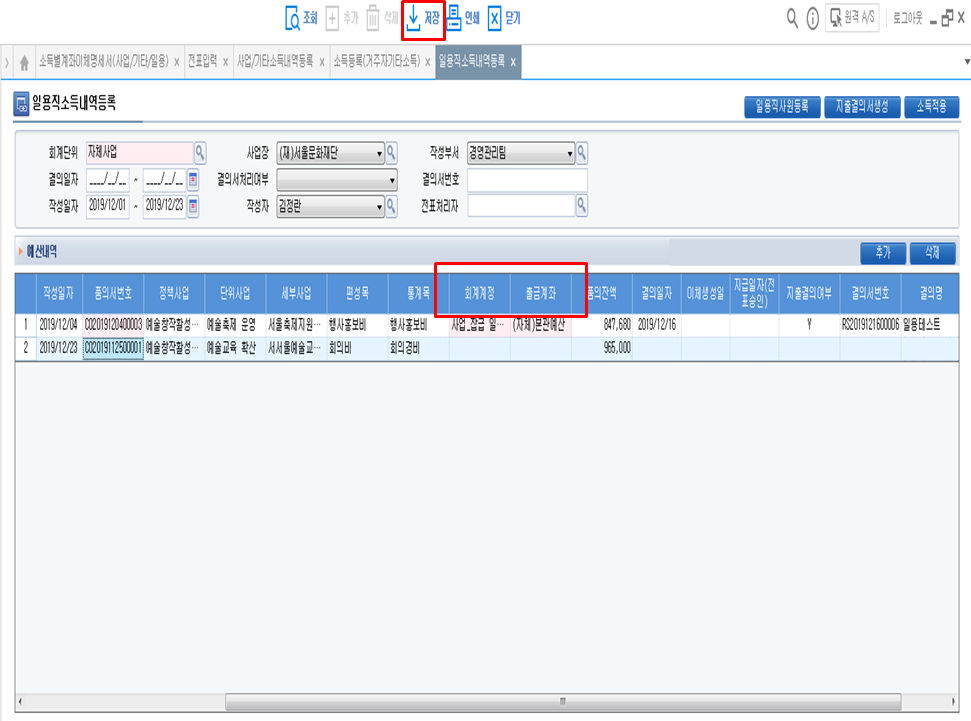 조회 추가 삭제 저장 인쇄 닫기 원격 A/S 로그아웃
소득별계좌이체명세서(사업/기타/일용) × 전표입력 × 사업/기타소득내역등록 × 소득등록(거주자기타소득) × 일용직소득내역등록 ×
일용직소득내역등록 일용직사원등록 지출결의서생성 소득적용
회계단위 자체사업 사업장 (재)서울문화재단 작성부서 경영관리팀
결의일자 ____/__/__ ~ ____/__/__ 결의서처리여부 결의서번호
작성일자 2019/12/01 ~ 2019/12/23 작성자 김정란 전표처리자
예산내역 추가 삭제
작성일자 품의서번호 정책사업 단위사업 세부사업 편성목 통계목 회계계정 출금계좌 품의잔액 결의일자 이체생성일 지급일자(전표승인) 지출결의여부 결의서번호 결의명
1 2019/12/04 C02019120400003 예술창작활성… 예술축제 운영 서울축제지원… 행사홍보비 행사홍보비 사업_잡급 일… (자체)본관예산 847,680 2019/12/16 Y R32019121600006 일용테스트
2 2019/12/23 C02019112500001 예술창작활성… 예술교육 확산 서서울예술교… 회의비 회의경비 965,000